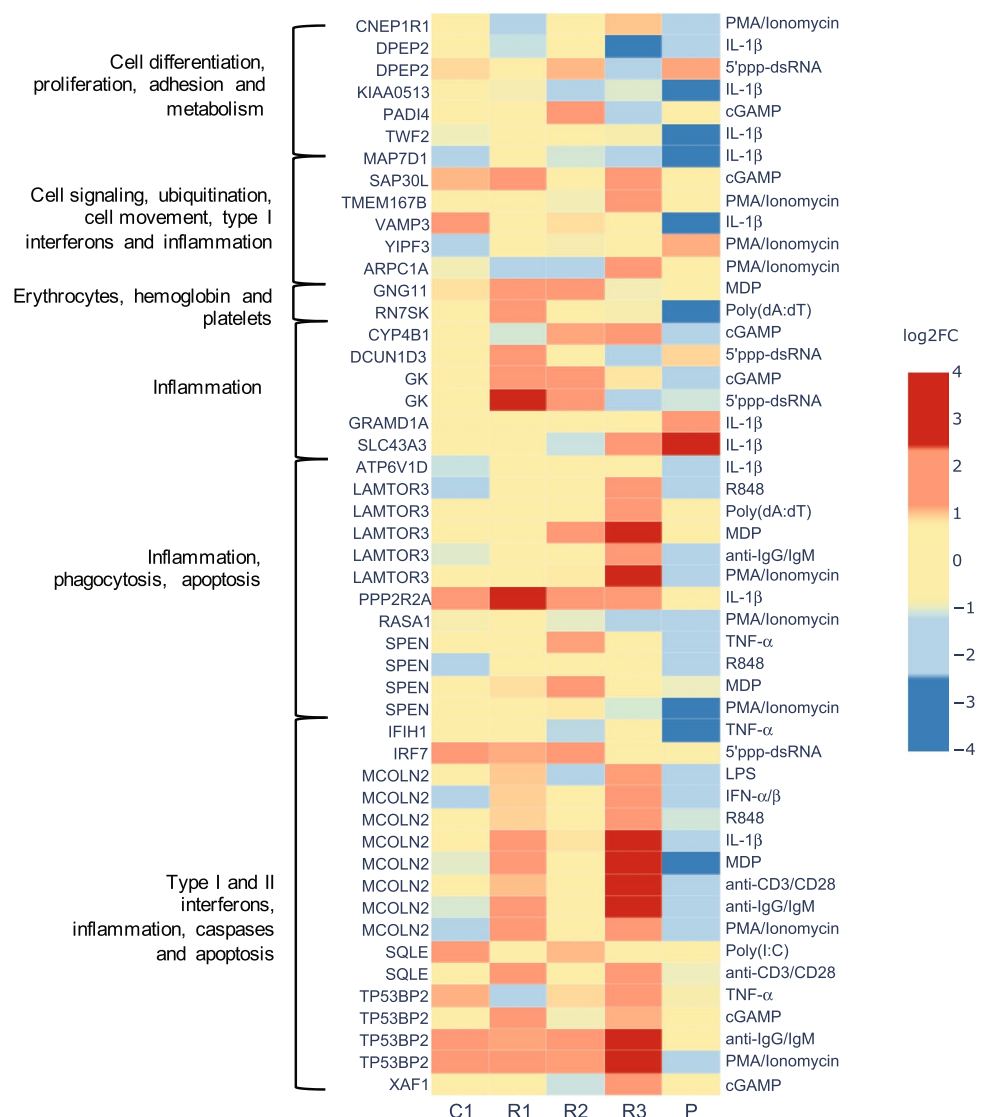 Cell differentiation,
proliferation, adhesion and
metabolism
Cell signaling, ubiquitination,
cell movement, type I
interferons and inflammation
Erythrocytes, hemoglobin and
platelets
Inflammation
Inflammation,
phagocytosis, apoptosis
Type I and II
interferons,
inflammation, caspases
and apoptosis
CNEP1R1 PMA/Ionomycin
DPEP2 IL-1β
DPEP2 5'ppp-dsRNA
KIAA0513 IL-1β
PADI4 cGAMP
TWF2 IL-1β
MAP7D1 IL-1β
SAP30L cGAMP
TMEM167B PMA/Ionomycin
VAMP3 IL-1β
YIPF3 PMA/Ionomycin
ARPC1A PMA/Ionomycin
GNG11 MDP
RN7SK Poly(dA:dT)
CYP4B1 cGAMP
DCUN1D3 5'ppp-dsRNA
GK cGAMP
GK 5'ppp-dsRNA
GRAMD1A IL-1β
SLC43A3 IL-1β
ATP6V1D IL-1β
LAMTOR3 R848
LAMTOR3 Poly(dA:dT)
LAMTOR3 MDP
LAMTOR3 anti-IgG/IgM
LAMTOR3 PMA/Ionomycin
PPP2R2A IL-1β
RASA1 PMA/Ionomycin
SPEN TNF-α
SPEN R848
SPEN MDP
SPEN PMA/Ionomycin
IFIH1 TNF-α
IRF7 5'ppp-dsRNA
MCOLN2 LPS
MCOLN2 IFN-α/β
MCOLN2 R848
MCOLN2 IL-1β
MCOLN2 MDP
MCOLN2 anti-CD3/CD28
MCOLN2 anti-IgG/IgM
MCOLN2 PMA/Ionomycin
SQLE Poly(I:C)
SQLE anti-CD3/CD28
TP53BP2 TNF-α
TP53BP2 cGAMP
TP53BP2 anti-IgG/IgM
TP53BP2 PMA/Ionomycin
XAF1 cGAMP
C1 R1 R2 R3 P
log2FC
4
3
2
1
0
−1
−2
−3
−4